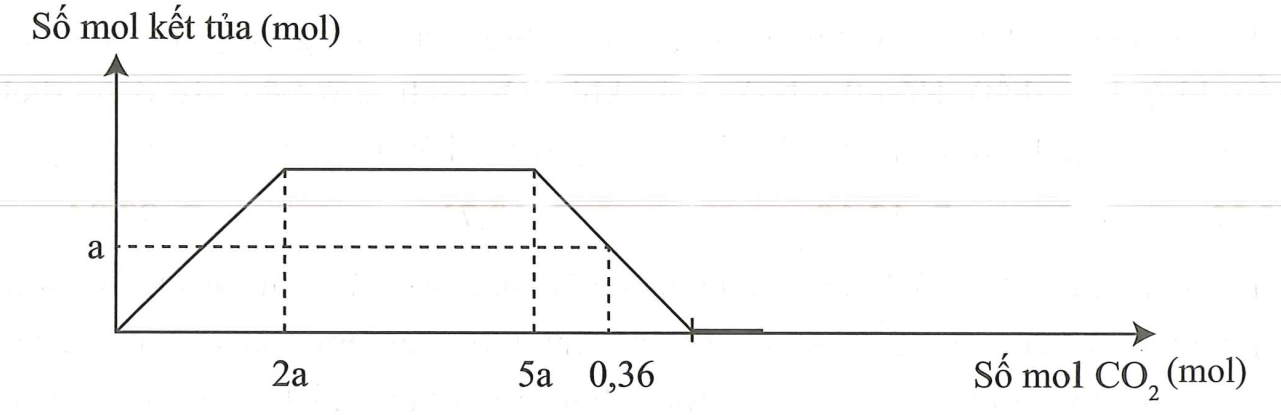 Số mol kết tủa (mol)
a
2a 5a 0,36
Số mol CO₂ (mol)